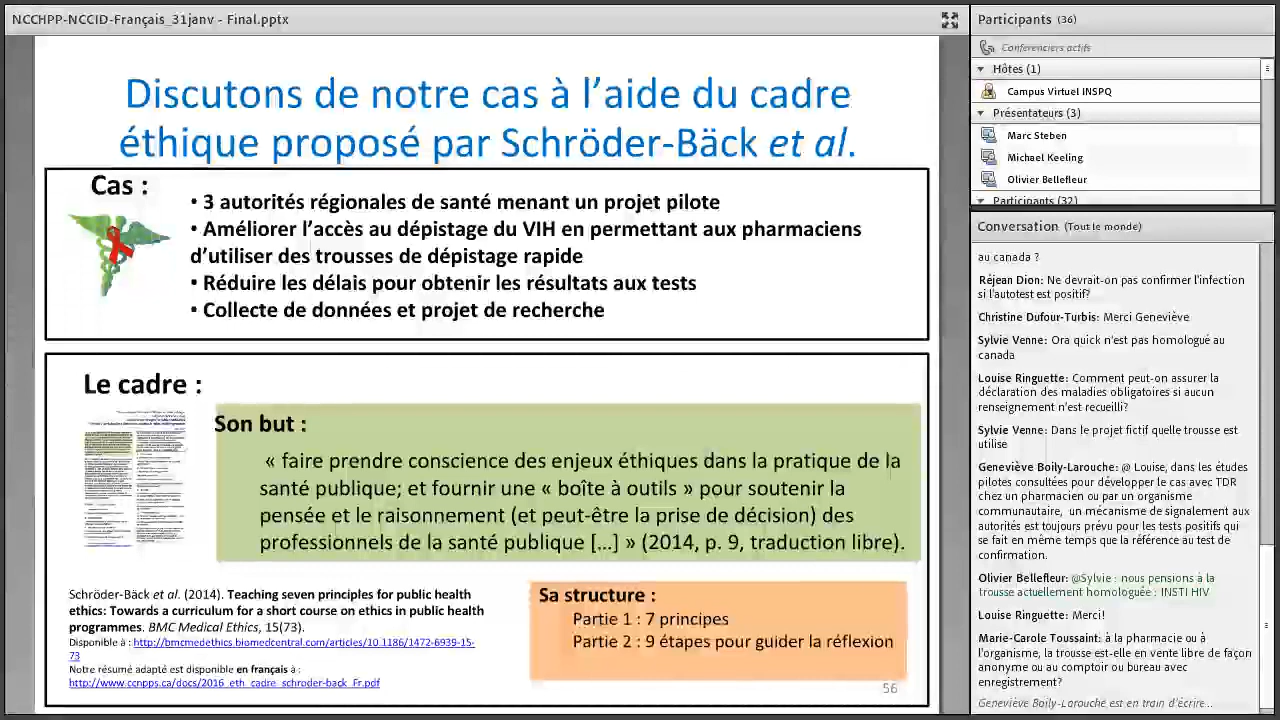 NCCHPP-NCCID-Français_31janv - Final.pptx
Discutons de notre cas à l’aide du cadre
éthique proposé par Schröder-Bäck et al.
Cas :
• 3 autorités régionales de santé menant un projet pilote
• Améliorer l’accès au dépistage du VIH en permettant aux pharmaciens
d’utiliser des trousses de dépistage rapide
• Réduire les délais pour obtenir les résultats aux tests
• Collecte de données et projet de recherche
Le cadre :
Son but :
« faire prendre conscience des enjeux éthiques dans la pratique de la
santé publique; et fournir une « boîte à outils » pour soutenir la
pensée et le raisonnement (et peut-être la prise de décision) des
professionnels de la santé publique [...] » (2014, p. 9, traduction libre).
Schröder-Bäck et al. (2014). Teaching seven principles for public health
ethics: Towards a curriculum for a short course on ethics in public health
programmes. BMC Medical Ethics, 15(73).
Disponible à : http://bmcmedethics.biomedcentral.com/articles/10.1186/1472-6939-15-
73
Notre résumé adapté est disponible en français à :
http://www.ccnpps.ca/docs/2016_eth_cadre_schroder-back_Fr.pdf
Sa structure :
Partie 1 : 7 principes
Partie 2 : 9 étapes pour guider la réflexion
56
Participants (36)
Conférenciers actifs
Hôtes (1)
Campus Virtuel INSPQ
Présentateurs (3)
Marc Steben
Michael Keeling
Olivier Bellefleur
Participants (32)
Conversation (Tout le monde)
au canada ?
Réjean Dion: Ne devrait-on pas confirmer l'infection
si l'autotest est positif?
Christine Dufour-Turbis: Merci Geneviève
Sylvie Venne: Ora quick n'est pas homologué au
canada
Louise Ringuette: Comment peut-on assurer la
déclaration des maladies obligatoires si aucun
renseignement n'est recueilli?
Sylvie Venne: Dans le projet fictif quelle trousse est
utilise
Geneviève Boily-Larouche: @ Louise, dans les études
pilotes consultées pour développer le cas avec TDR
chez un pharmacien ou par un organisme
communautaire, un mécanisme de signalement aux
autorités est toujours prévu pour les tests positifs qui
se fait en même temps que la référence au test de
confirmation.
Olivier Bellefleur: @Sylvie : nous pensions à la
trousse actuellement homologuée : INSTI HIV
Louise Ringuette: Merci!
Marie-Carole Toussaint: à la pharmacie ou à
l'organisme, la trousse est-elle en vente libre de façon
anonyme ou au comptoir ou bureau avec
enregistrement?
Geneviève Boily-Larouche est en train d'écrire...